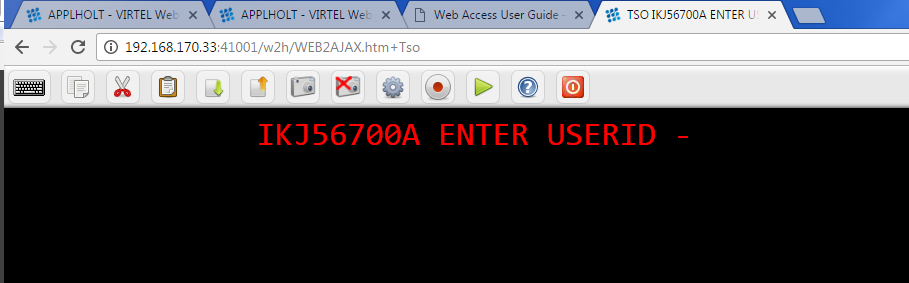 APPLHOLT - VIRTEL Web
APPLHOLT - VIRTEL Web
Web Access User Guide -
TSO IKJ56700A ENTER US
192.168.170.33:41001/w2h/WEB2AJAX.htm+Tso
IKJ56700A ENTER USERID -